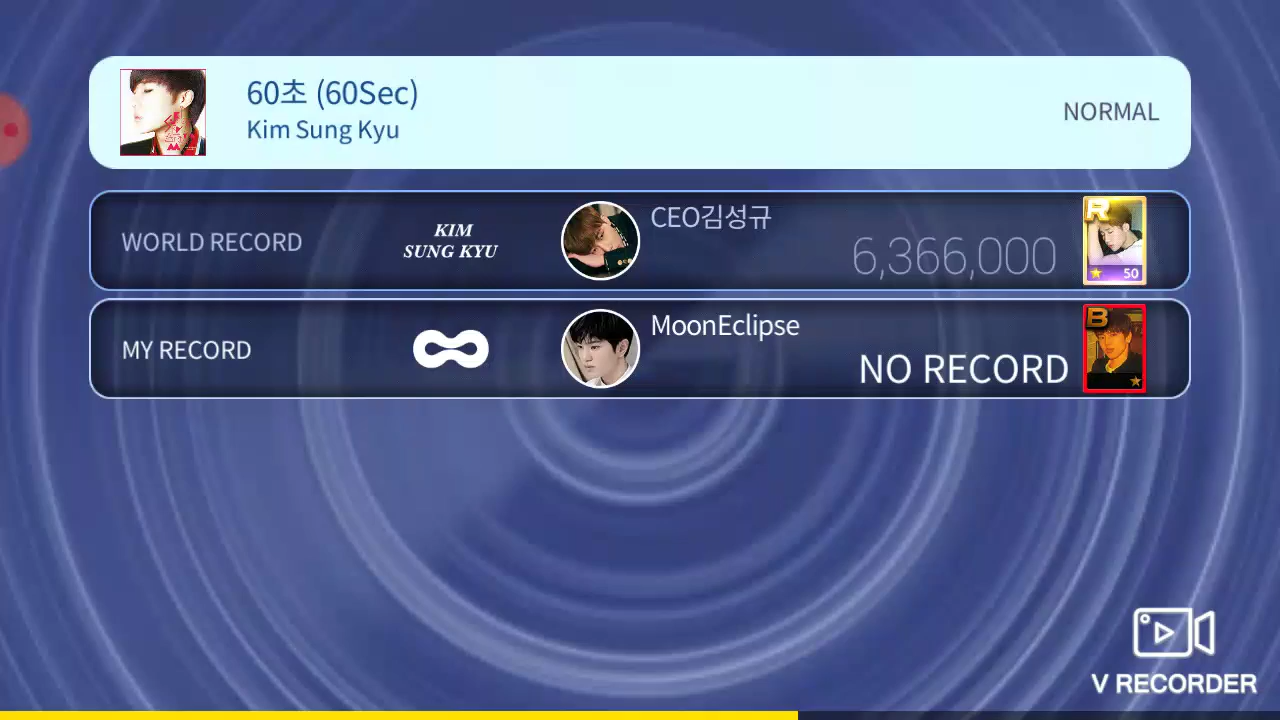 60초 (60Sec)
Kim Sung Kyu
NORMAL
WORLD RECORD
KIM
SUNG KYU
CEO김성규
6,366,000
R
50
MY RECORD
MoonEclipse
NO RECORD
B
V RECORDER